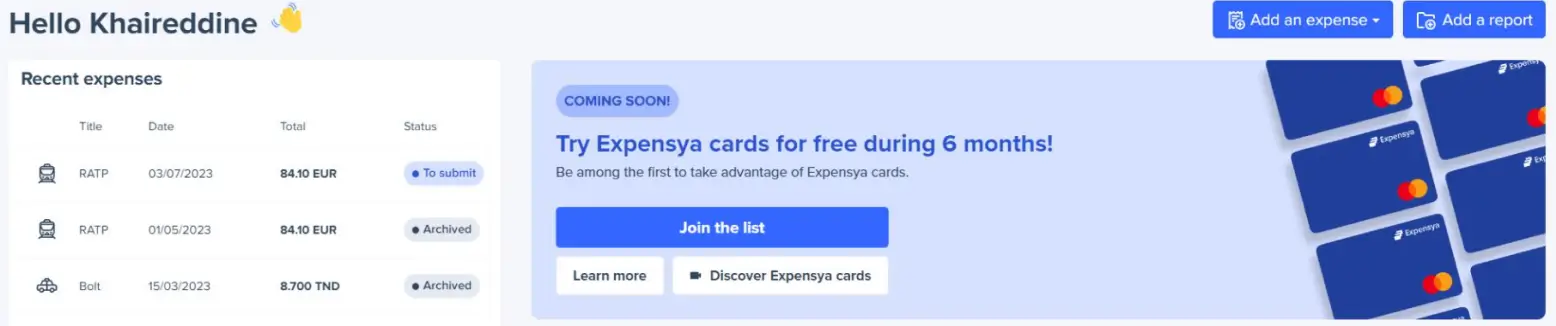 Hello Khaireddine
Add an expense
Add a report
Recent expenses
Title Date Total Status
RATP 03/07/2023 84.10 EUR To submit
RATP 01/05/2023 84.10 EUR Archived
Bolt 15/03/2023 8.700 TND Archived
COMING SOON!
Try Expensya cards for free during 6 months!
Be among the first to take advantage of Expensya cards.
Join the list
Learn more
Discover Expensya cards
Expensya
Expensya
Expensya